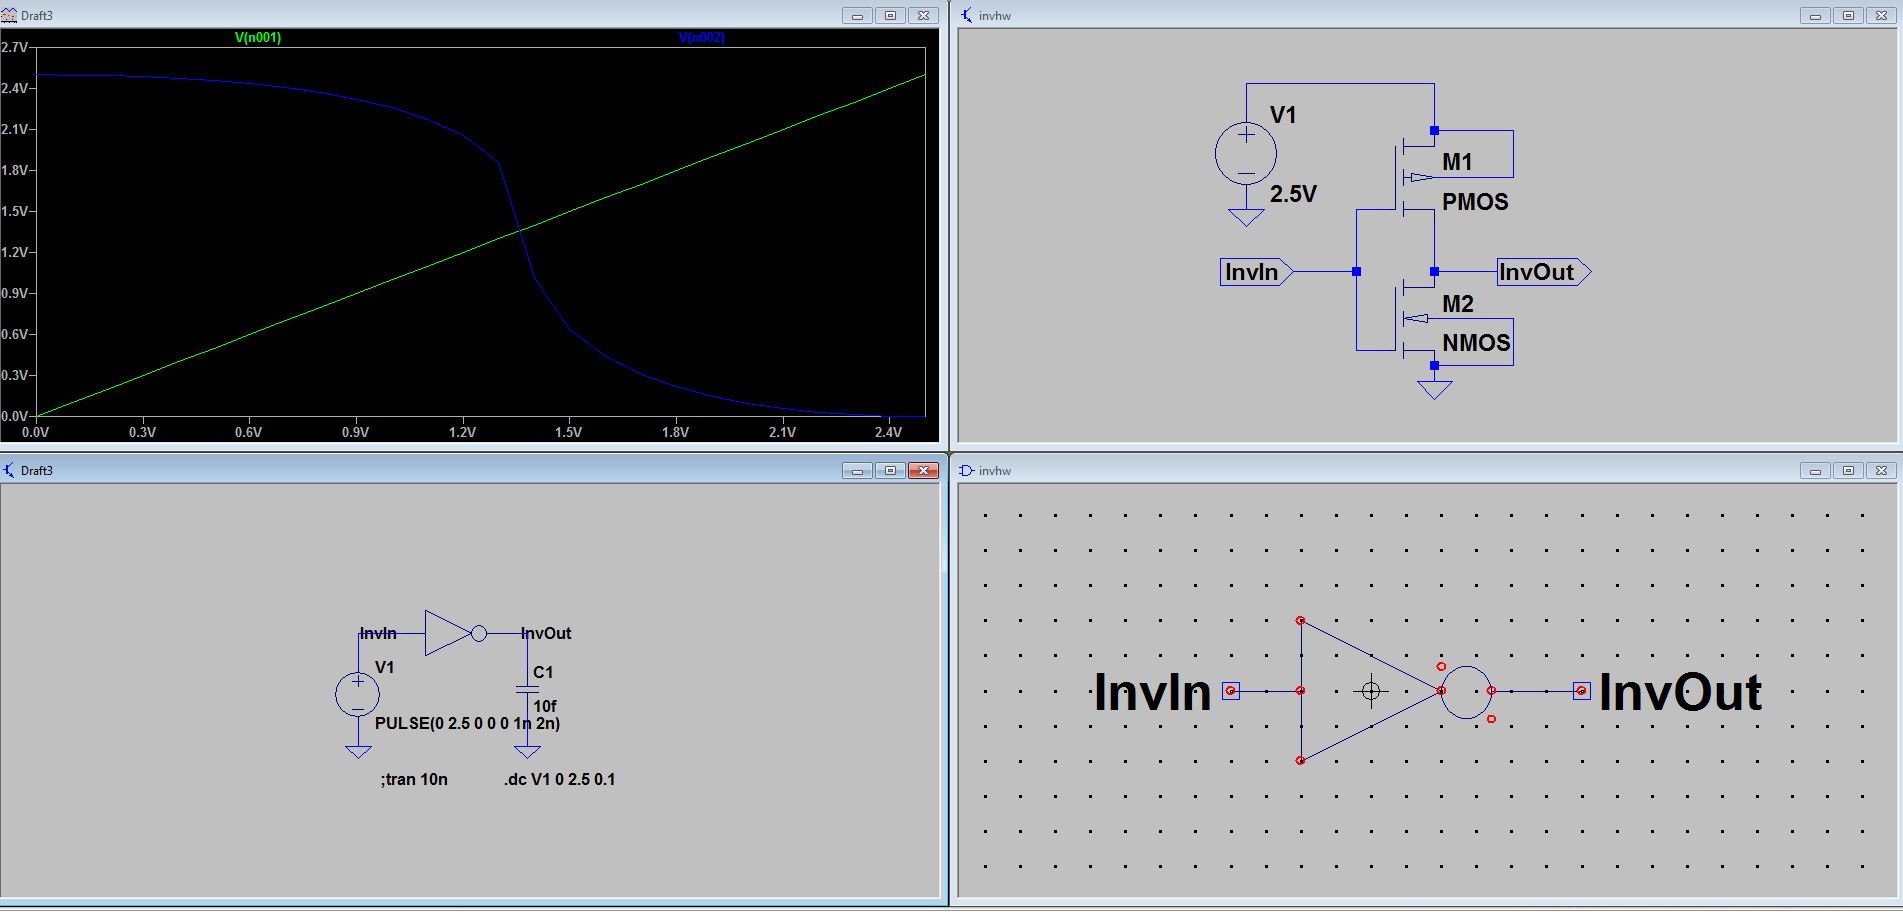 Draft3
V(n001)
V(n002)
2.7V
2.4V
2.1V
1.8V
1.5V
1.2V
0.9V
0.6V
0.3V
0.0V
0.0V 0.3V 0.6V 0.9V 1.2V 1.5V 1.8V 2.1V 2.4V
invhw
V1
2.5V
M1
PMOS
InvIn
InvOut
M2
NMOS
Draft3
InvIn
InvOut
V1
C1
10f
PULSE(0 2.5 0 0 0 1n 2n)
;tran 10n
.dc V1 0 2.5 0.1
invhw
InvIn
InvOut